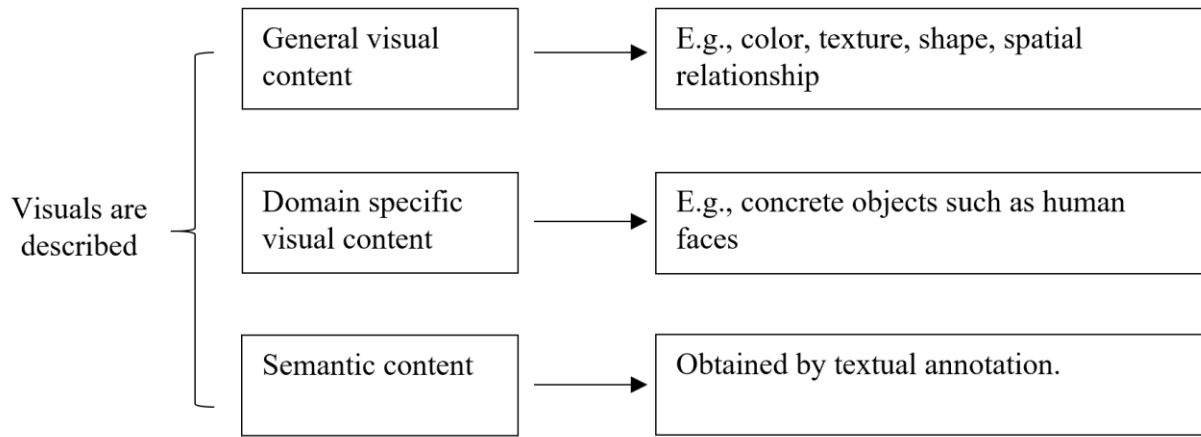 Visuals are
described
General visual
content
E.g., color, texture, shape, spatial
relationship
Domain specific
visual content
E.g., concrete objects such as human
faces
Semantic content
Obtained by textual annotation.